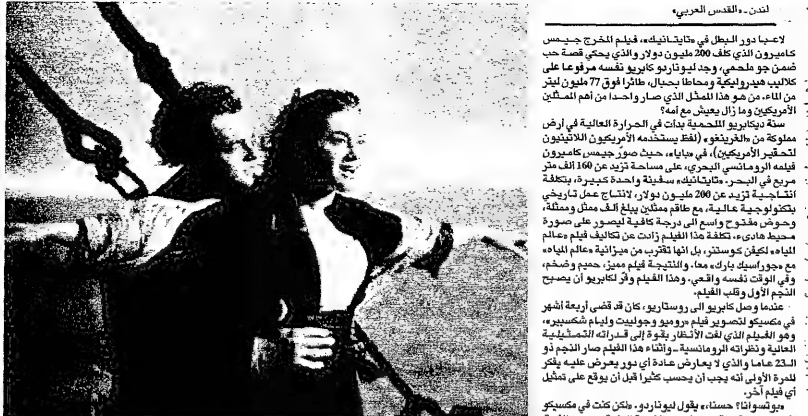 لندن ـ «القدس العربي»
لاعبا دور البطل في «تايتانيك»، فيلم المخرج جيمس
كاميرون الذي كلف 200 مليون دولار والذي يحكي قصة حب
ضمن جو ملحمي، وجد ليوناردو كابريو نفسه مرفوعا على
كلاليب هيدروليكية ومحاطا بحبال، طائرا فوق 77 مليون ليتر
من الماء. من هو هذا الممثل الذي صار واحدا من أهم الممثلين
الأمريكيين وما زال يعيش مع أمه؟
سنة ديكابريو الملحمية بدأت في الحرارة العالية في أرض
مملوكة من «الغرينغو» (لفظ يستخدمه الأمريكيون اللاتينيون
لتحقير الأمريكيين)، في «بايا»، حيث صور جيمس كاميرون
فيلمه الرومانسي البحري، على مساحة تزيد عن 160 ألف متر
مربع في البحر. «تايتانيك» سفينة واحدة كبيرة، بتكلفة
انتاجية تزيد عن 200 مليون دولار، لانتاج عمل تاريخي
بتكنولوجية عالية، مع طاقم ممثلين يبلغ ألف ممثل وممثلة،
وحوض مفتوح واسع الى درجة كافية ليصور على صورة
محيط هادىء. تكلفة هذا الفيلم زادت عن تكاليف فيلم «عالم
المياه» لكيفن كوستنر، بل انها تقترب من ميزانية «عالم المياه»
مع «جوراسيك بارك» معا. والنتيجة فيلم مميز، حميم وضخم،
وفي الوقت نفسه واقعي. وهذا الفيلم وفّر لكابريو أن يصبح
النجم الأول وقلب الفيلم.
عندما وصل كابريو الى روستاريو، كان قد قضى أربعة أشهر
في مكسيكو لتصوير فيلم «روميو وجولييت وليام شكسبير»،
وهو الفيلم الذي لفت الأنظار بقوة إلى قدراته التمثيلية
العالية ونظراته الرومانسية ـ وأثناء هذا الفيلم صار النجم ذو
الـ23 عاما والذي لا يعارض عادة أي دور يعرض عليه يفكر
للمرة الأولى أنه يجب أن يحسب كثيرا قبل أن يوقع على تمثيل
أي فيلم آخر.
«بوتسوانا؟ حسنا» يقول ليوناردو. «لكن كنت في مكسيكو